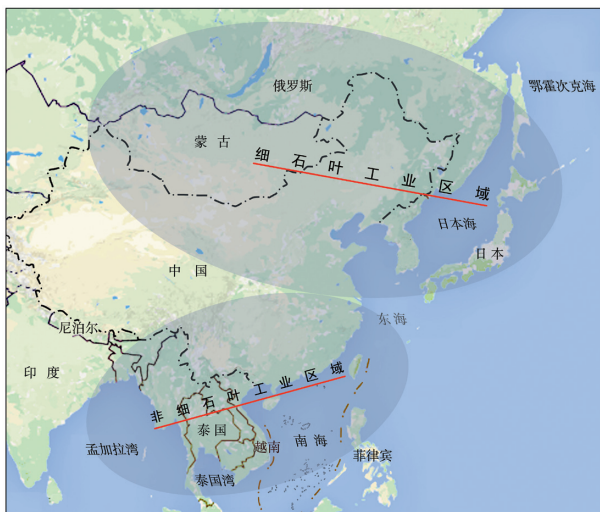 俄罗斯
鄂霍次克海
蒙古
细石叶工业区域
日本海
日本
中国
东海
尼泊尔
印度
非细石叶工业区域
泰国
孟加拉湾
越南
南海
菲律宾
泰国湾